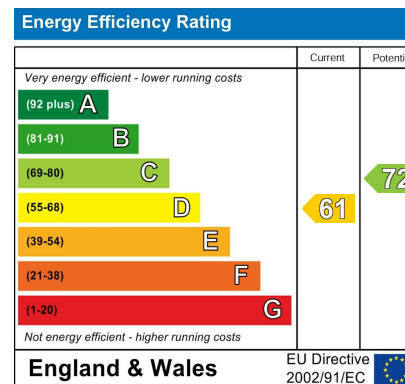 Energy Efficiency Rating
Current Potenti
Very energy efficient - lower running costs
(92 plus) A
(81-91) B
(69-80) C
72
(55-68) D
61
(39-54) E
(21-38) F
(1-20) G
Not energy efficient - higher running costs
England & Wales
EU Directive
2002/91/EC